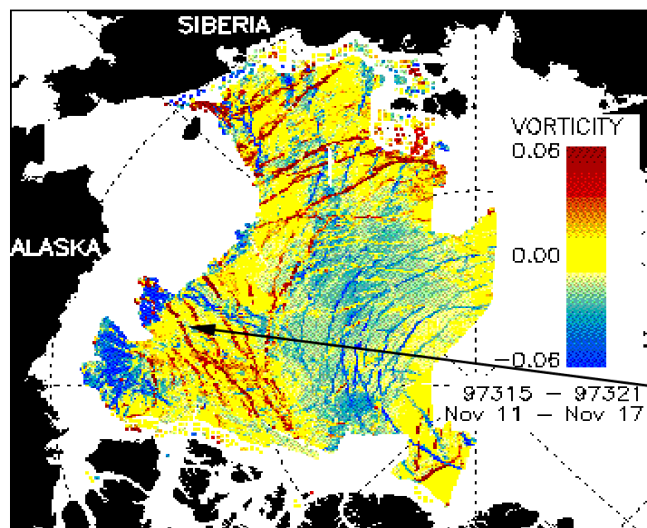 SIBERIA
VORTICITY
0.06
ALASKA
0.00
−0.06
97315 − 97321
Nov 11 − Nov 17